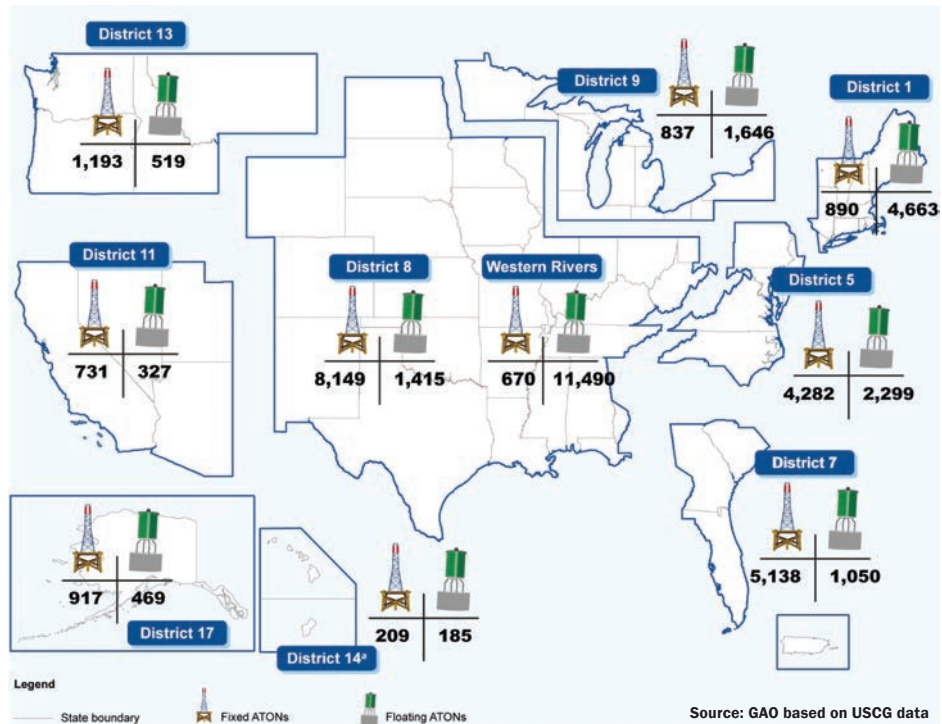 District 13
1,193 519
District 9
837 1,646
District 1
890 4,663
District 11
731 327
District 8
8,149 1,415
Western Rivers
670 11,490
District 5
4,282 2,299
District 7
5,138 1,050
917 469
District 17
209 185
District 14ª
Legend
State boundary
Fixed ATONs
Floating ATONs
Source: GAO based on USCG data